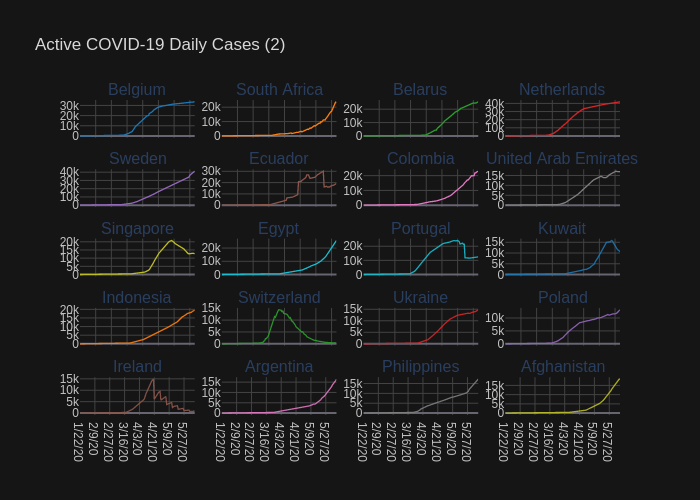 Active COVID-19 Daily Cases (2)
Belgium South Africa Belarus Netherlands
30k 20k 10k 0 20k 10k 0 20k 10k 0 40k 30k 20k 10k 0
Sweden Ecuador Colombia United Arab Emirates
40k 30k 20k 10k 0 30k 20k 10k 0 20k 10k 0 15k 10k 5k 0
Singapore Egypt Portugal Kuwait
20k 15k 10k 5k 0 20k 10k 0 20k 10k 0 15k 10k 5k 0
Indonesia Switzerland Ukraine Poland
20k 15k 10k 5k 0 15k 10k 5k 0 15k 10k 5k 0 10k 5k 0
Ireland Argentina Philippines Afghanistan
15k 10k 5k 0 15k 10k 5k 0 15k 10k 5k 0 15k 10k 5k 0
1/22/20 2/9/20 2/27/20 3/16/20 4/3/20 4/21/20 5/9/20 5/27/20 1/22/20 2/9/20 2/27/20 3/16/20 4/3/20 4/21/20 5/9/20 5/27/20 1/22/20 2/9/20 2/27/20 3/16/20 4/3/20 4/21/20 5/9/20 5/27/20 1/22/20 2/9/20 2/27/20 3/16/20 4/3/20 4/21/20 5/9/20 5/27/20